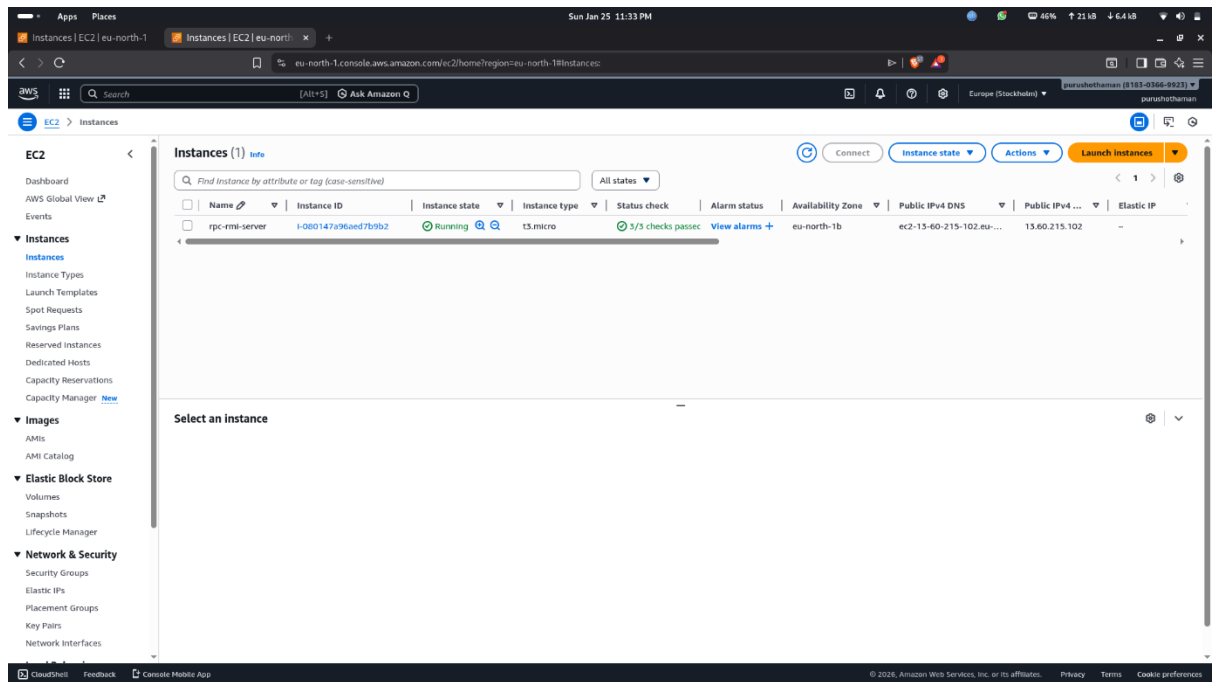 Apps Places Sun Jan 25 11:33 PM 46% ↑ 21 kB ↓ 6.4 kB
Instances | EC2 | eu-north-1 Instances | EC2 | eu-north- × +
eu-north-1.console.aws.amazon.com/ec2/home?region=eu-north-1#Instances:
aws Search [Alt+S] Ask Amazon Q Europe (Stockholm) ▼ purushothaman (8183-0366-9923) ▼
purushothaman
EC2 > Instances
EC2
Dashboard
AWS Global View
Events
▼ Instances
Instances
Instance Types
Launch Templates
Spot Requests
Savings Plans
Reserved Instances
Dedicated Hosts
Capacity Reservations
Capacity Manager New
▼ Images
AMIs
AMI Catalog
▼ Elastic Block Store
Volumes
Snapshots
Lifecycle Manager
▼ Network & Security
Security Groups
Elastic IPs
Placement Groups
Key Pairs
Network Interfaces
Instances (1) Info Connect Instance state ▼ Actions ▼ Launch instances ▼
Find Instance by attribute or tag (case-sensitive) All states ▼ < 1 >
Name Instance ID Instance state Instance type Status check Alarm status Availability Zone Public IPv4 DNS Public IPv4 ... Elastic IP
rpc-rmi-server i-080147a96aed7b9b2 Running t3.micro 3/3 checks passec View alarms + eu-north-1b ec2-13-60-215-102.eu-... 13.60.215.102 –
Select an instance
CloudShell Feedback Console Mobile App © 2026, Amazon Web Services, Inc. or its affiliates. Privacy Terms Cookie preferences